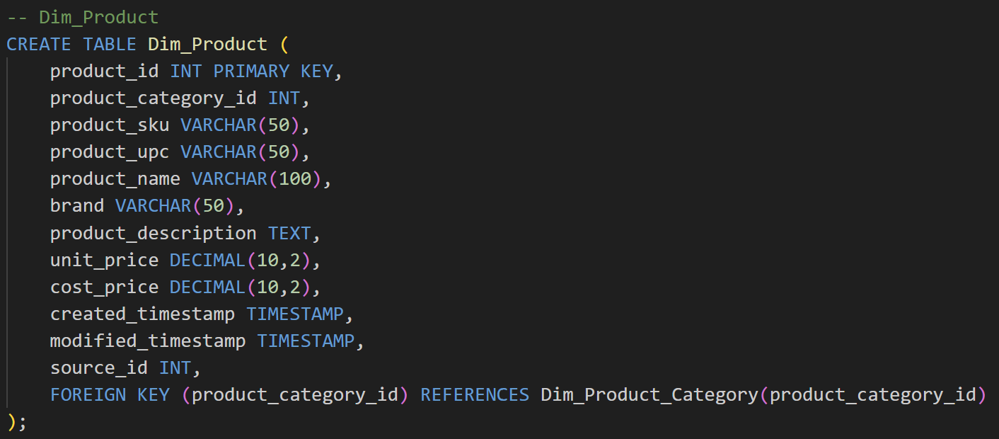 -- Dim_Product
CREATE TABLE Dim_Product (
    product_id INT PRIMARY KEY,
    product_category_id INT,
    product_sku VARCHAR(50),
    product_upc VARCHAR(50),
    product_name VARCHAR(100),
    brand VARCHAR(50),
    product_description TEXT,
    unit_price DECIMAL(10,2),
    cost_price DECIMAL(10,2),
    created_timestamp TIMESTAMP,
    modified_timestamp TIMESTAMP,
    source_id INT,
    FOREIGN KEY (product_category_id) REFERENCES Dim_Product_Category(product_category_id)
);